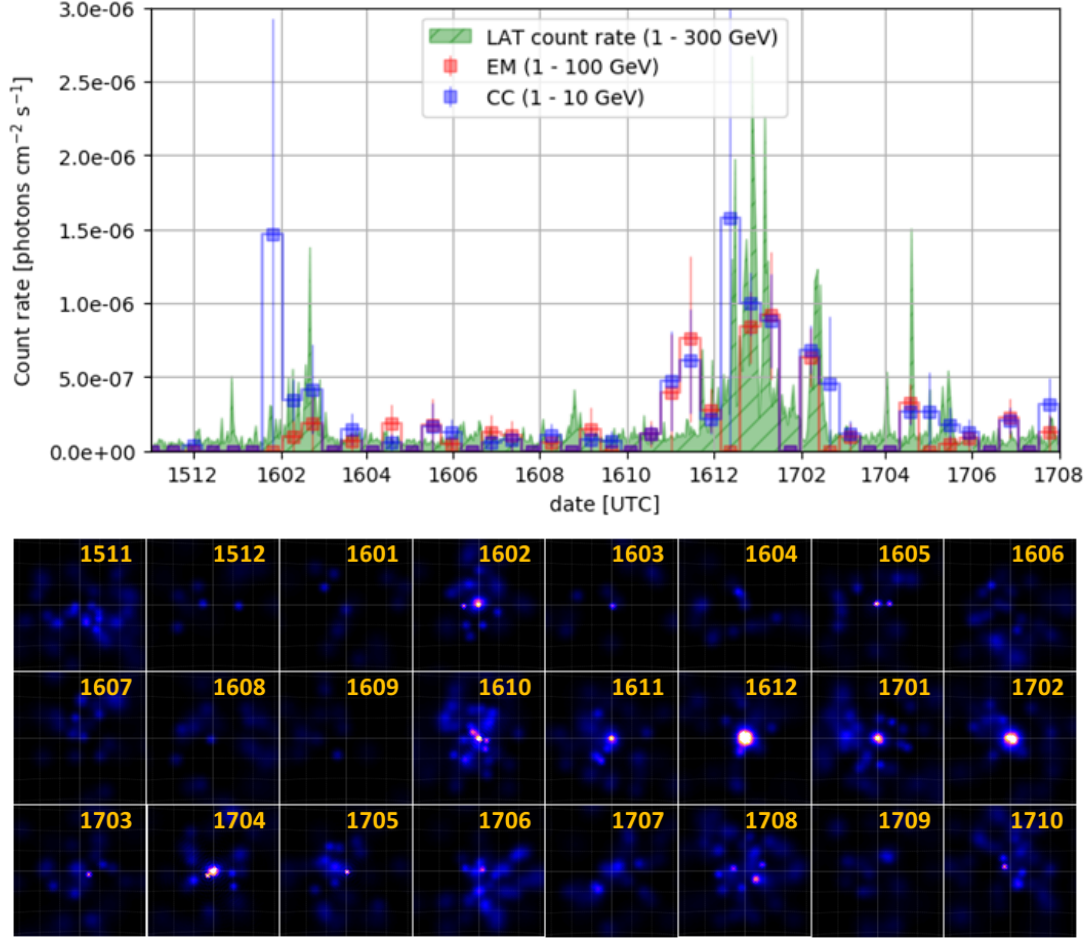 3.0e-06
2.5e-06
2.0e-06
1.5e-06
1.0e-06
5.0e-07
0.0e+00
Count rate [photons cm⁻² s⁻¹]
LAT count rate (1 - 300 GeV)
EM (1 - 100 GeV)
CC (1 - 10 GeV)
1512 1602 1604 1606 1608 1610 1612 1702 1704 1706 1708
date [UTC]
1511 1512 1601 1602 1603 1604 1605 1606
1607 1608 1609 1610 1611 1612 1701 1702
1703 1704 1705 1706 1707 1708 1709 1710